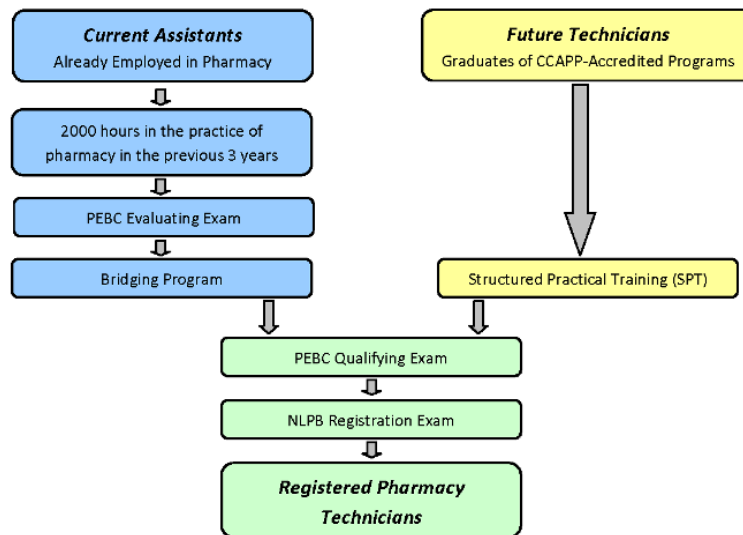 Current Assistants
Already Employed in Pharmacy
2000 hours in the practice of
pharmacy in the previous 3 years
PEBC Evaluating Exam
Bridging Program
Future Technicians
Graduates of CCAPP-Accredited Programs
Structured Practical Training (SPT)
PEBC Qualifying Exam
NLPB Registration Exam
Registered Pharmacy
Technicians